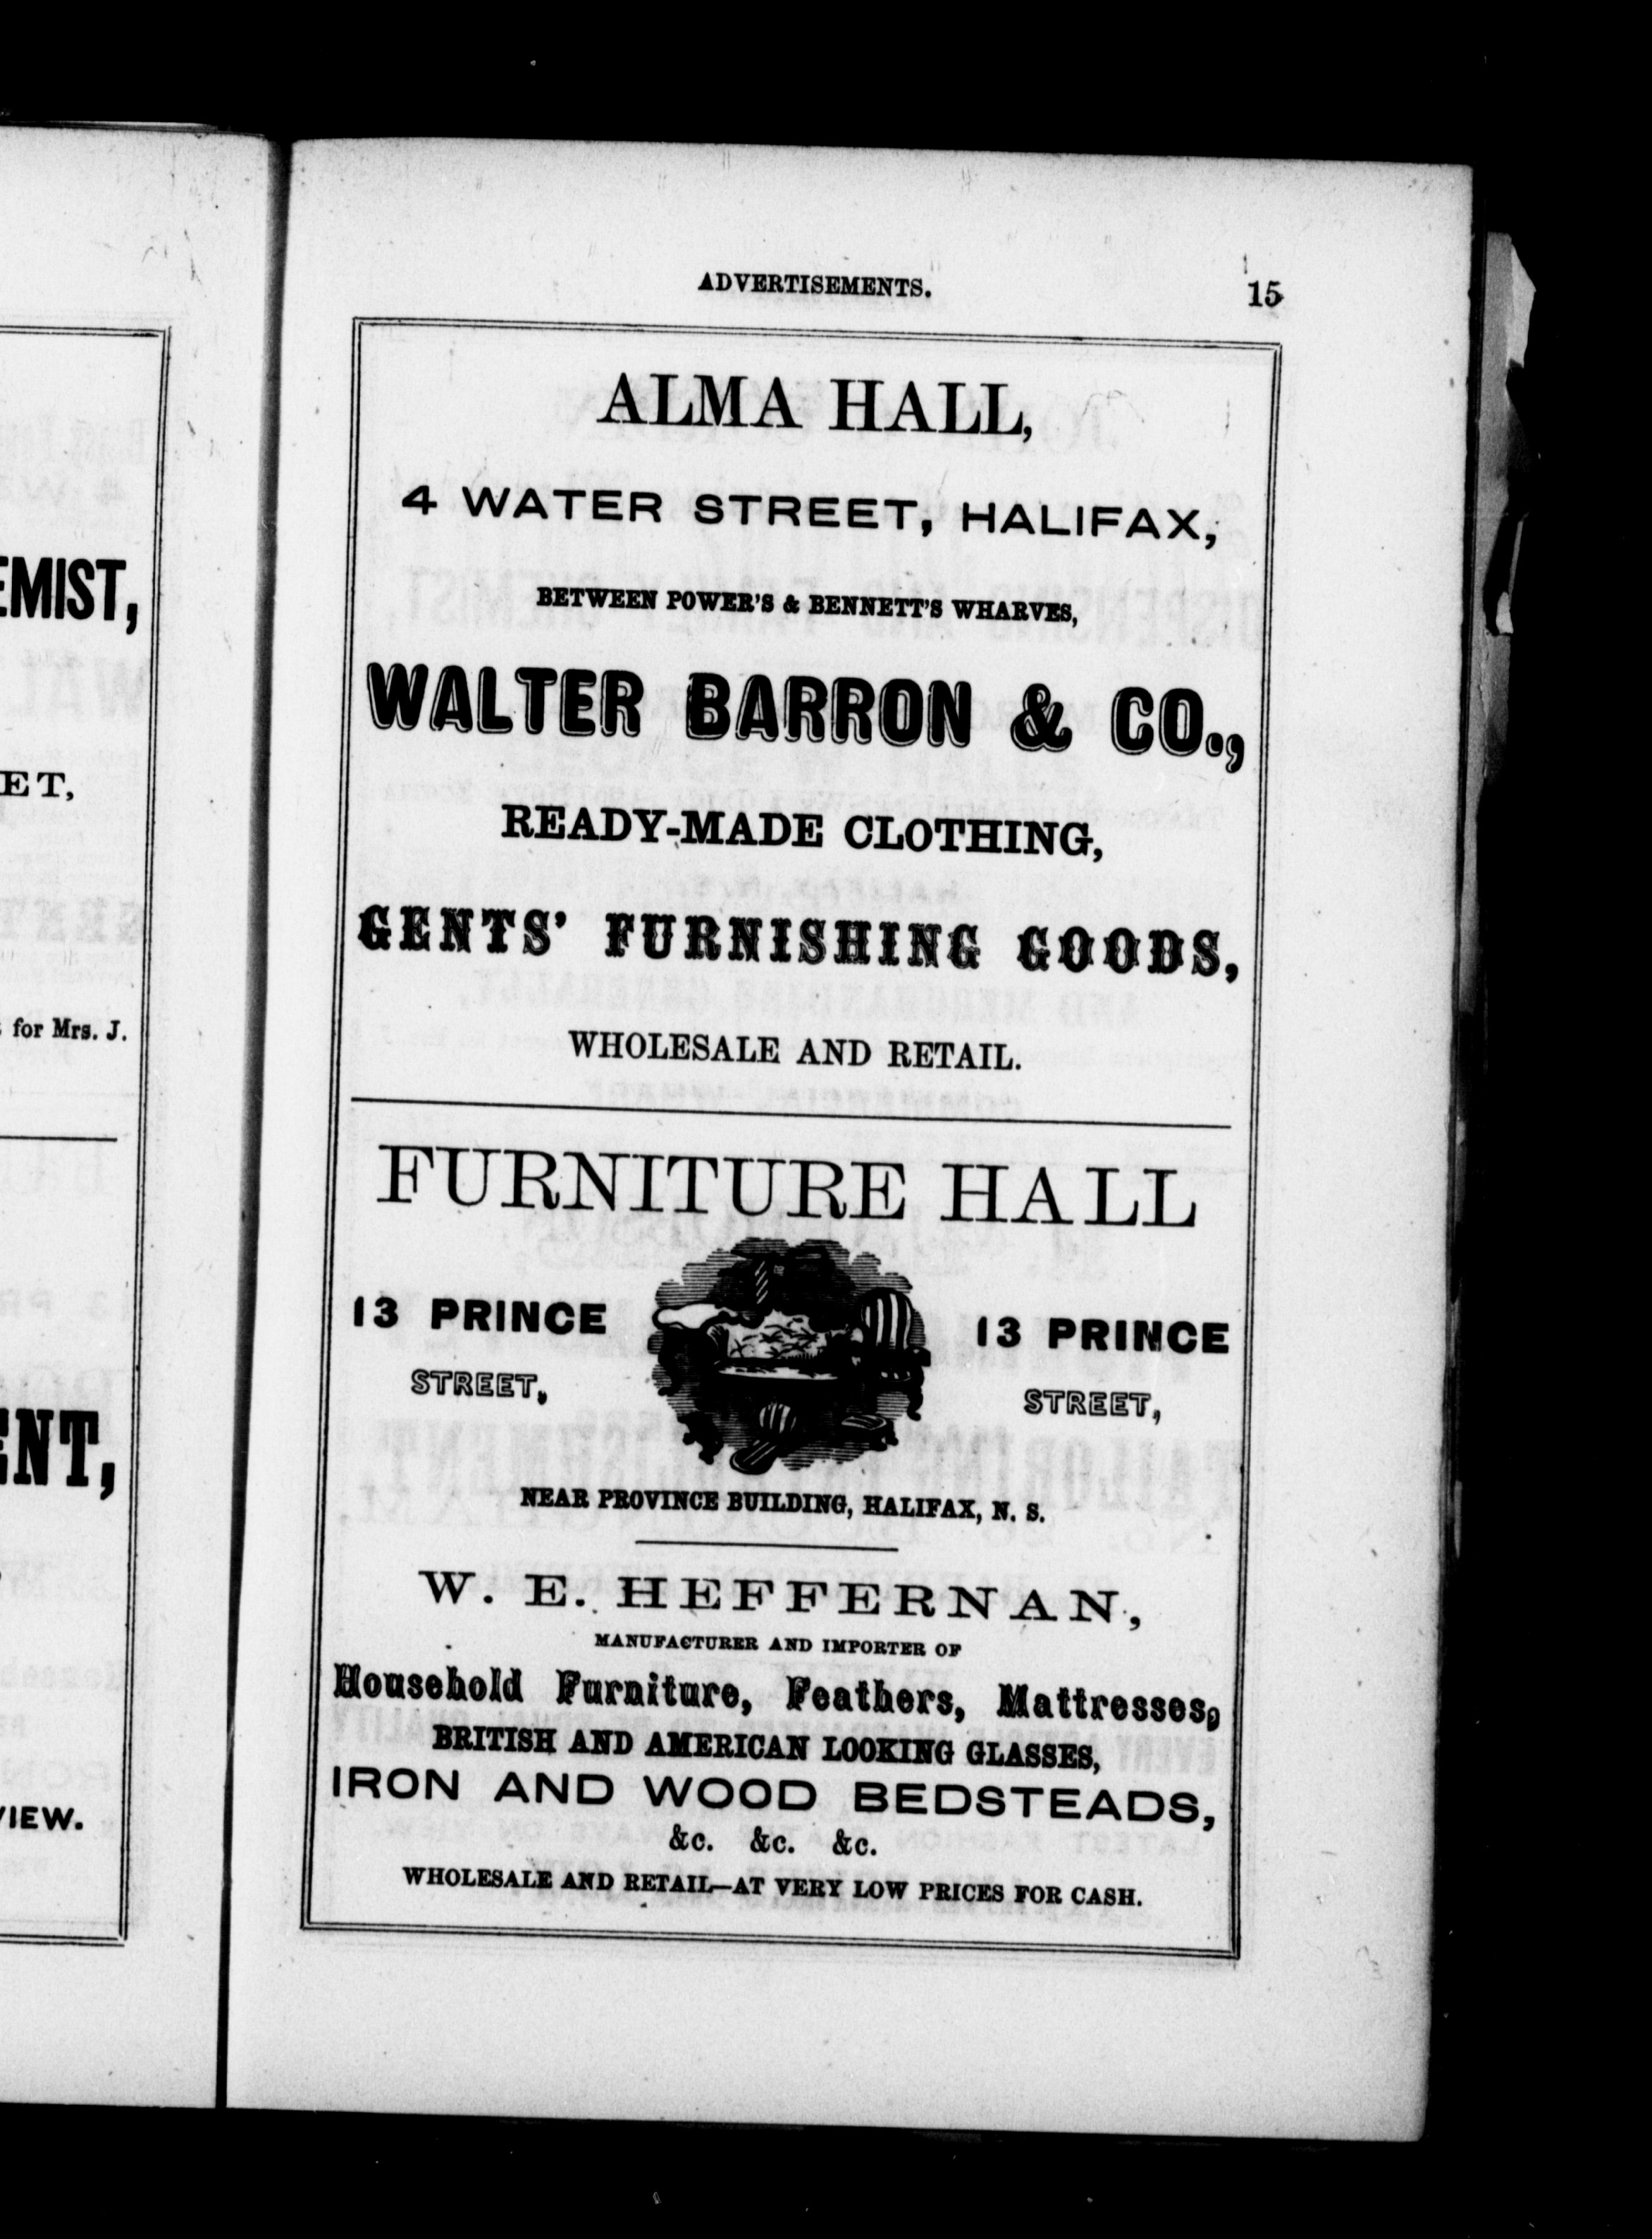 EMIST,
ET,
for Mrs. J.
ENT,
VIEW.
ADVERTISEMENTS.
15
ALMA HALL,
4 WATER STREET, HALIFAX,
BETWEEN POWER'S & BENNETT'S WHARVES,
WALTER BARRON & CO.,
READY-MADE CLOTHING,
GENTS' FURNISHING GOODS,
WHOLESALE AND RETAIL.
FURNITURE HALL
13 PRINCE
STREET,
13 PRINCE
STREET,
NEAR PROVINCE BUILDING, HALIFAX, N. S.
W. E. HEFFERNAN,
MANUFACTURER AND IMPORTER OF
Household Furniture, Feathers, Mattresses,
BRITISH AND AMERICAN LOOKING GLASSES,
IRON AND WOOD BEDSTEADS,
&c. &c. &c.
WHOLESALE AND RETAIL—AT VERY LOW PRICES FOR CASH.